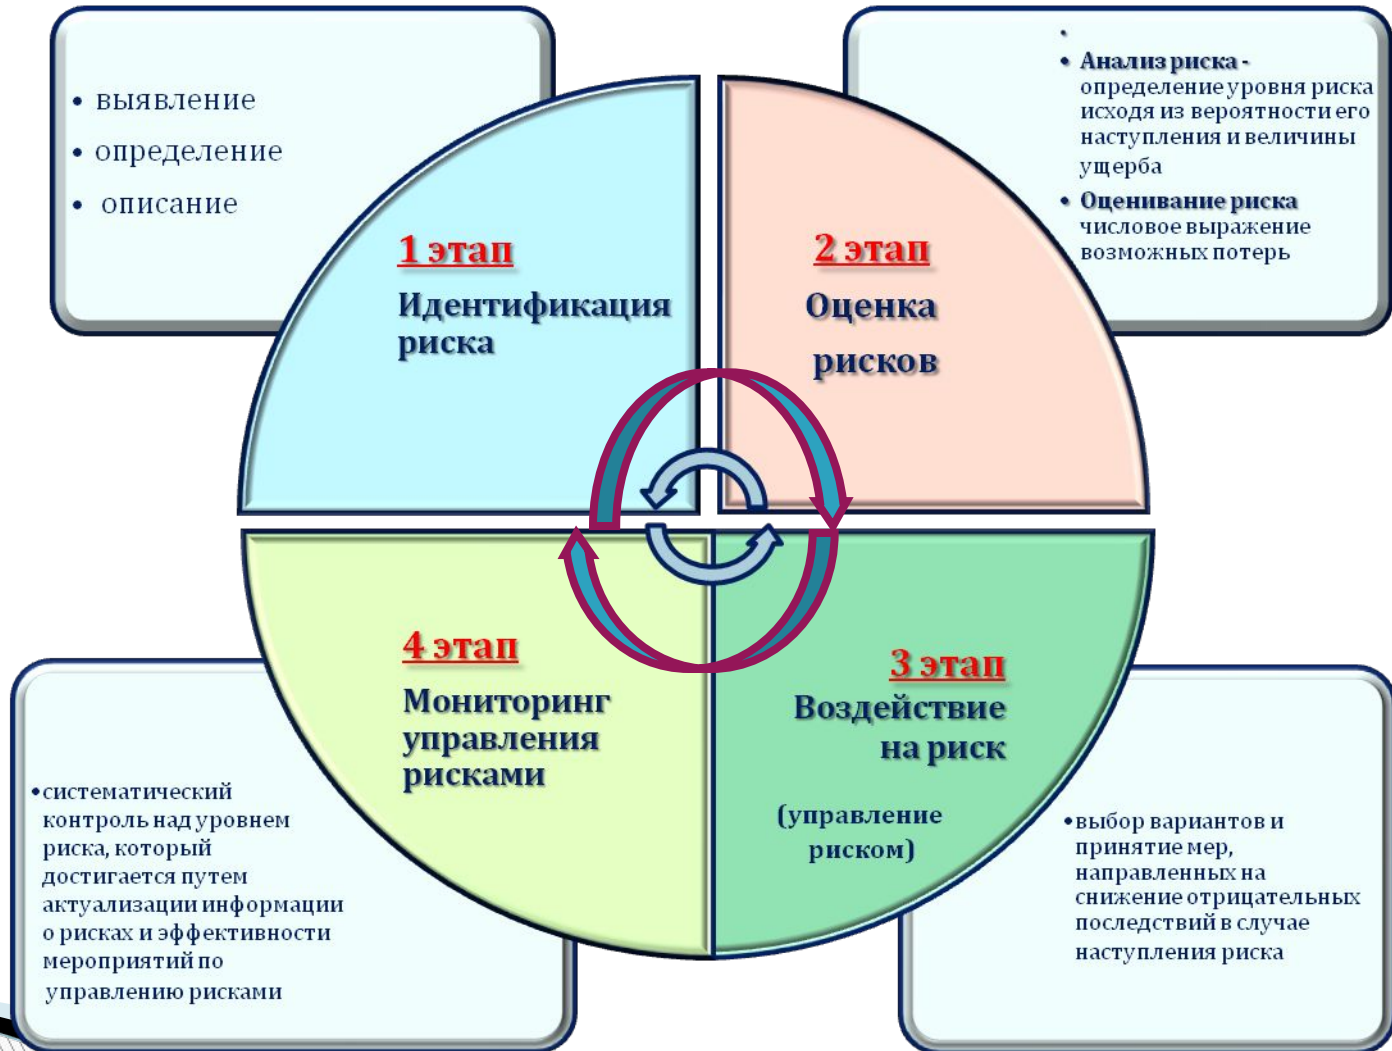 • выявление
• определение
• описание
1 этап
Идентификация
риска
•
• Анализ риска -
определение уровня риска
исходя из вероятности его
наступления и величины
ущерба
• Оценивание риска
числовое выражение
возможных потерь
2 этап
Оценка
рисков
4 этап
Мониторинг
управления
рисками
•систематический
контроль над уровнем
риска, который
достигается путем
актуализации информации
о рисках и эффективности
мероприятий по
управлению рисками
3 этап
Воздействие
на риск
(управление
риском)
•выбор вариантов и
принятие мер,
направленных на
снижение отрицательных
последствий в случае
наступления риска